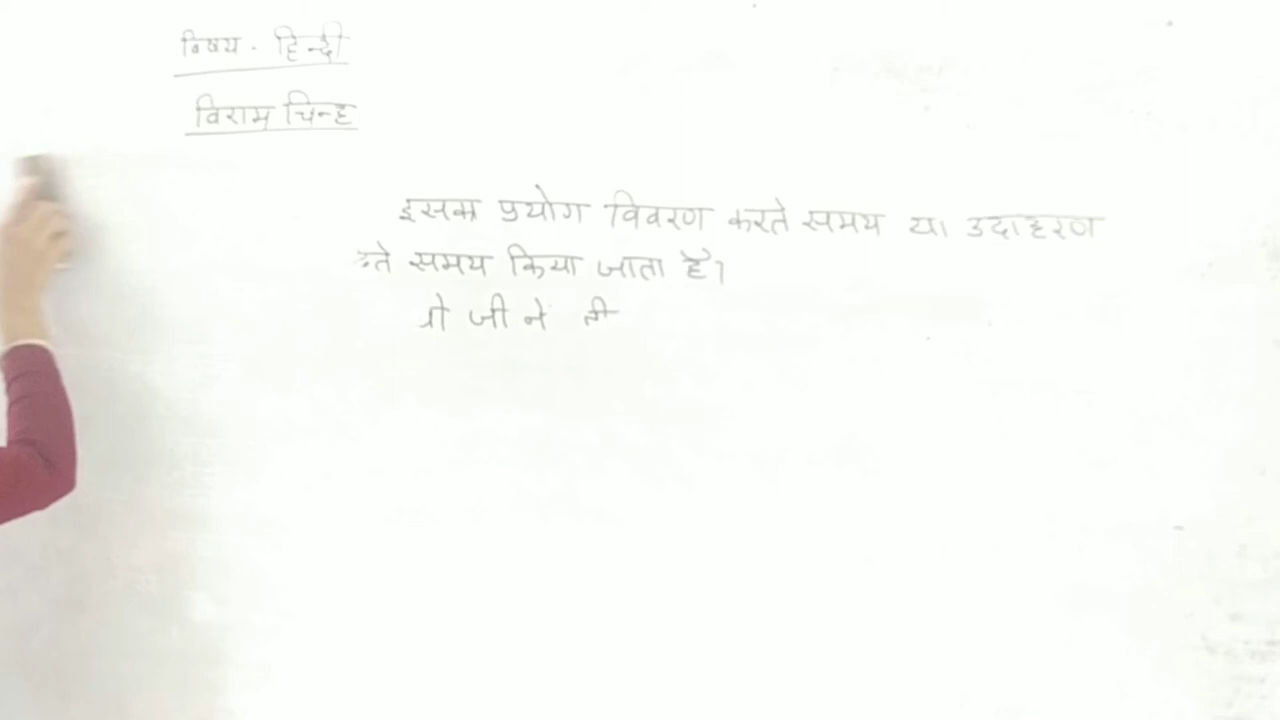 विषय - हिन्दी
विराम चिन्ह
इसका प्रयोग विवरण करते समय या उदाहरण
समय किया जाता है।
जी ने